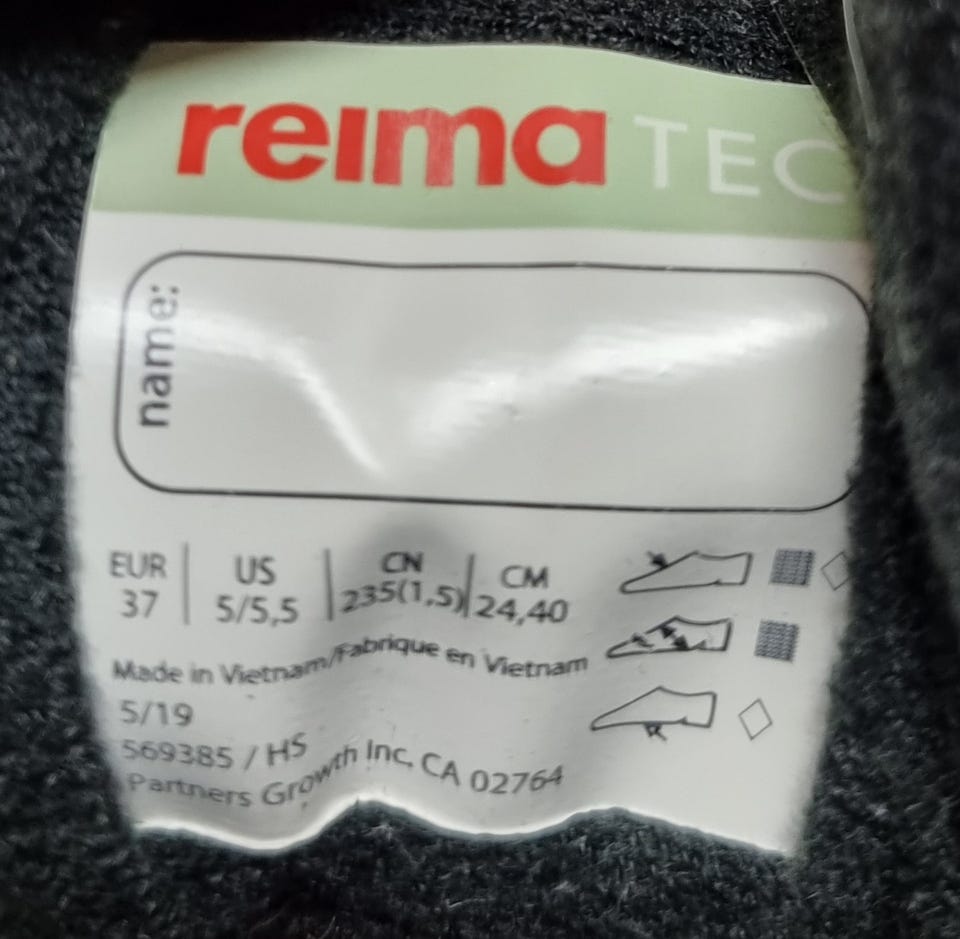 reima TEC
name:
EUR US CN CM
37 5/5,5 235(1,5) 24,40
Made in Vietnam/Fabrique en Vietnam
5/19
569385 / HS
Partners Growth Inc, CA 02764